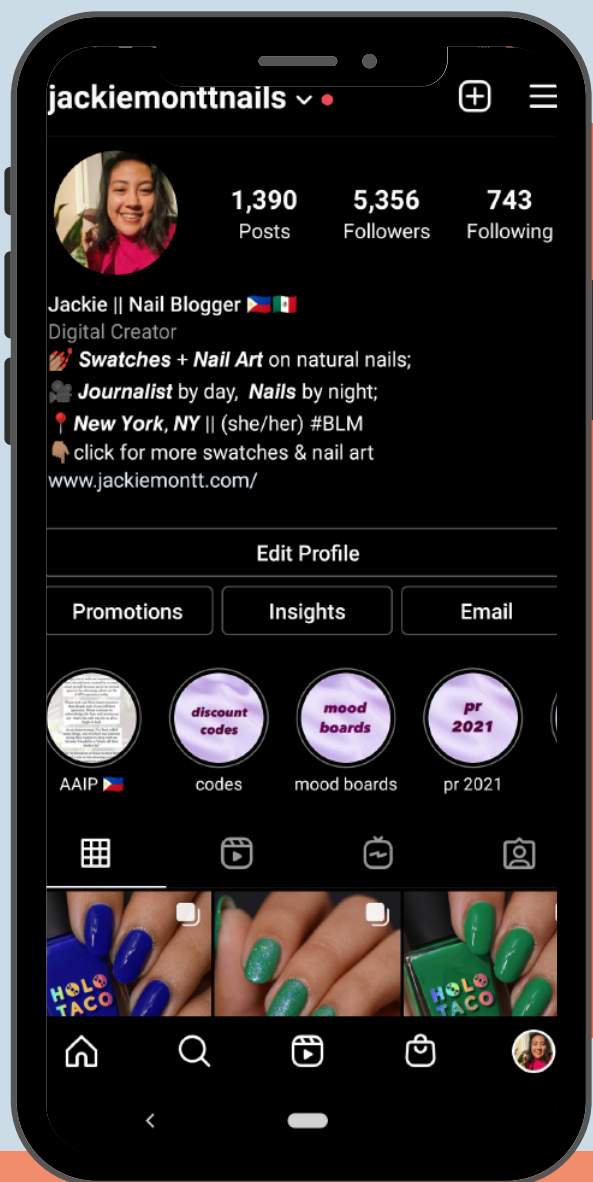 jackiemonttnails
1,390 5,356 743
Posts Followers Following
Jackie || Nail Blogger 🇵🇭🇲🇽
Digital Creator
💅🏽 Swatches + Nail Art on natural nails;
🎥 Journalist by day, Nails by night;
📍 New York, NY || (she/her) #BLM
👇🏽click for more swatches & nail art
www.jackiemontt.com/
Edit Profile
Promotions Insights Email
discount
codes
mood
boards
pr
2021
AAIP 🇵🇭 codes mood boards pr 2021
HOLO
TACO
HOLO
TACO